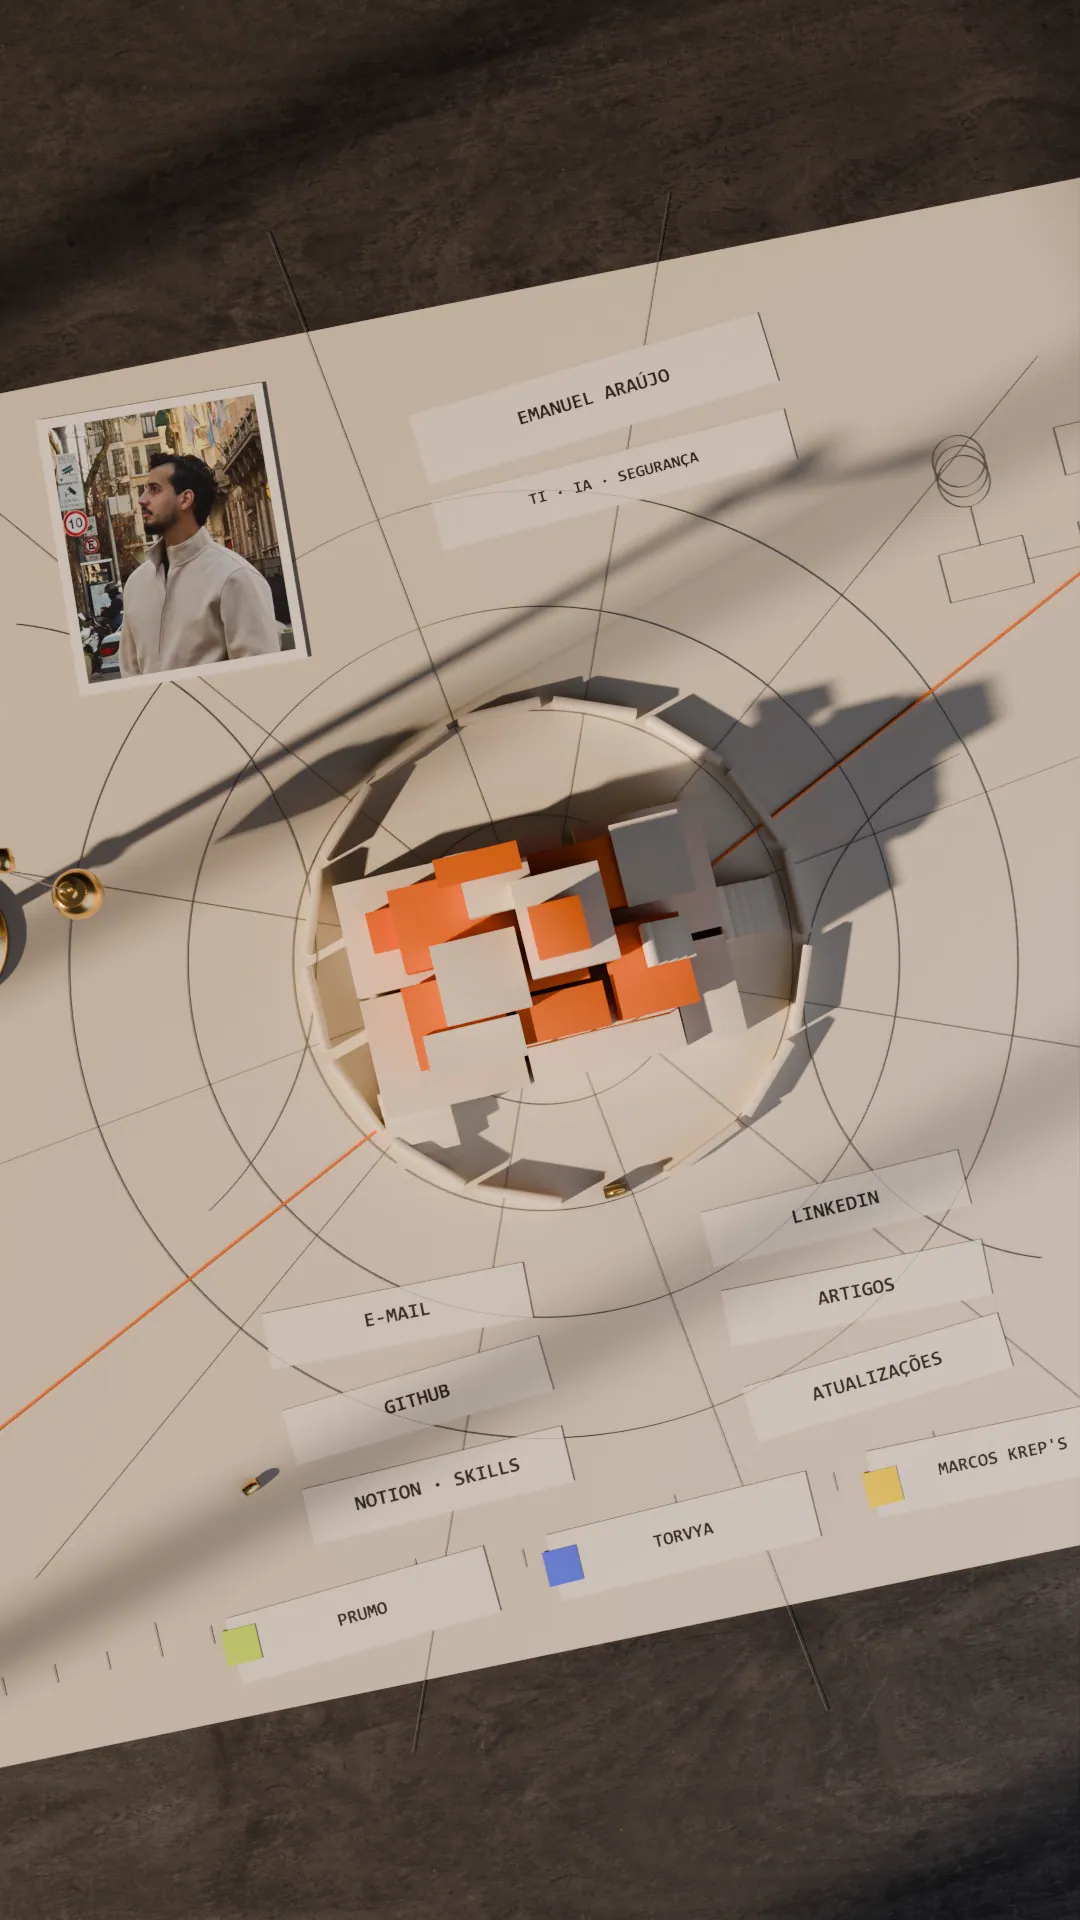 EMANUEL ARAÚJO
TI · IA · SEGURANÇA
10
E
LINKEDIN
E-MAIL
ARTIGOS
GITHUB
ATUALIZAÇÕES
NOTION · SKILLS
MARCOS KREP'S
TORVYA
PRUMO